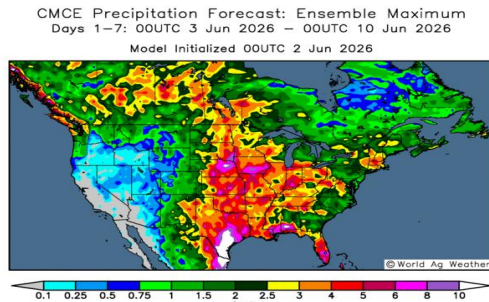 CMCE Precipitation Forecast: Ensemble Maximum
Days 1-7: 00UTC 3 Jun 2026 - 00UTC 10 Jun 2026
Model Initialized 00UTC 2 Jun 2026
© World Ag Weather
0.1 0.25 0.5 0.75 1 1.5 2 2.5 3 4 5 6 8 10